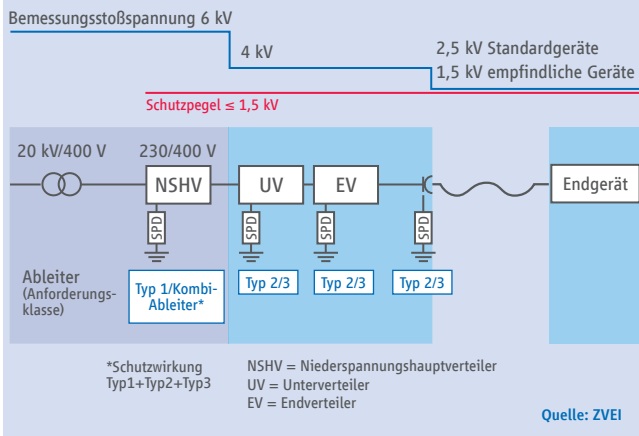 Bemessungsstoßspannung 6 kV
4 kV
2,5 kV Standardgeräte
1,5 kV empfindliche Geräte
Schutzpegel ≤ 1,5 kV
20 kV/400 V
230/400 V
NSHV
UV
EV
Endgerät
SPD
SPD
SPD
SPD
Ableiter
(Anforderungs-
klasse)
Typ 1/Kombi-
Ableiter*
Typ 2/3
Typ 2/3
Typ 2/3
*Schutzwirkung
Typ1+Typ2+Typ3
NSHV = Niederspannungshauptverteiler
UV = Unterverteiler
EV = Endverteiler
Quelle: ZVEI